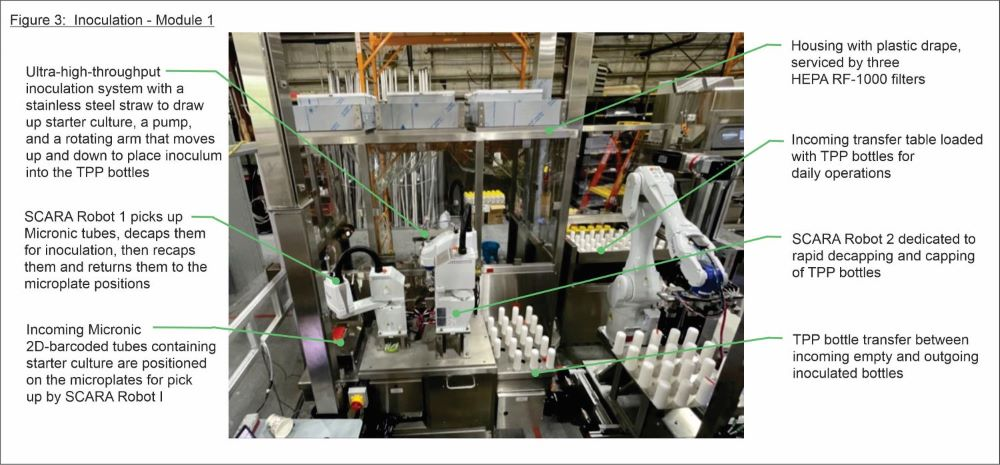 Figure 3: Inoculation - Module 1
Ultra-high-throughput
inoculation system with a
stainless steel straw to draw
up starter culture, a pump,
and a rotating arm that moves
up and down to place inoculum
into the TPP bottles
SCARA Robot 1 picks up
Micronic tubes, decaps them
for inoculation, then recaps
them and returns them to the
microplate positions
Incoming Micronic
2D-barcoded tubes containing
starter culture are positioned
on the microplates for pick
up by SCARA Robot I
Housing with plastic drape,
serviced by three
HEPA RF-1000 filters
Incoming transfer table loaded
with TPP bottles for
daily operations
SCARA Robot 2 dedicated to
rapid decapping and capping
of TPP bottles
TPP bottle transfer between
incoming empty and outgoing
inoculated bottles